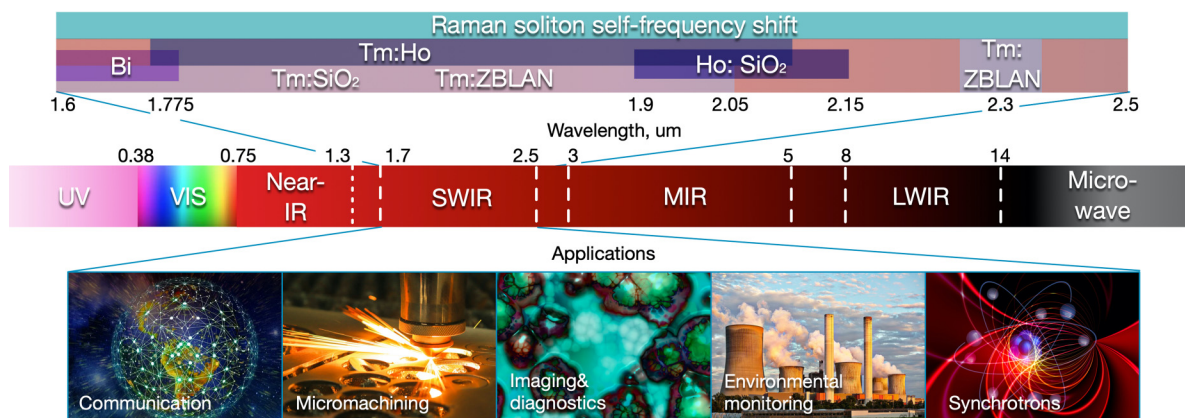 Raman soliton self-frequency shift
Tm:Ho
Bi
Ho: SiO₂
Tm:
ZBLAN
Tm:SiO₂
Tm:ZBLAN
1.6
1.775
1.9
2.05
2.15
2.3
2.5
Wavelength, um
0.38
0.75
1.3
1.7
2.5
3
5
8
14
UV
VIS
Near-
IR
SWIR
MIR
LWIR
Micro-
wave
Applications
Communication
Micromachining
Imaging&
diagnostics
Environmental
monitoring
Synchrotrons